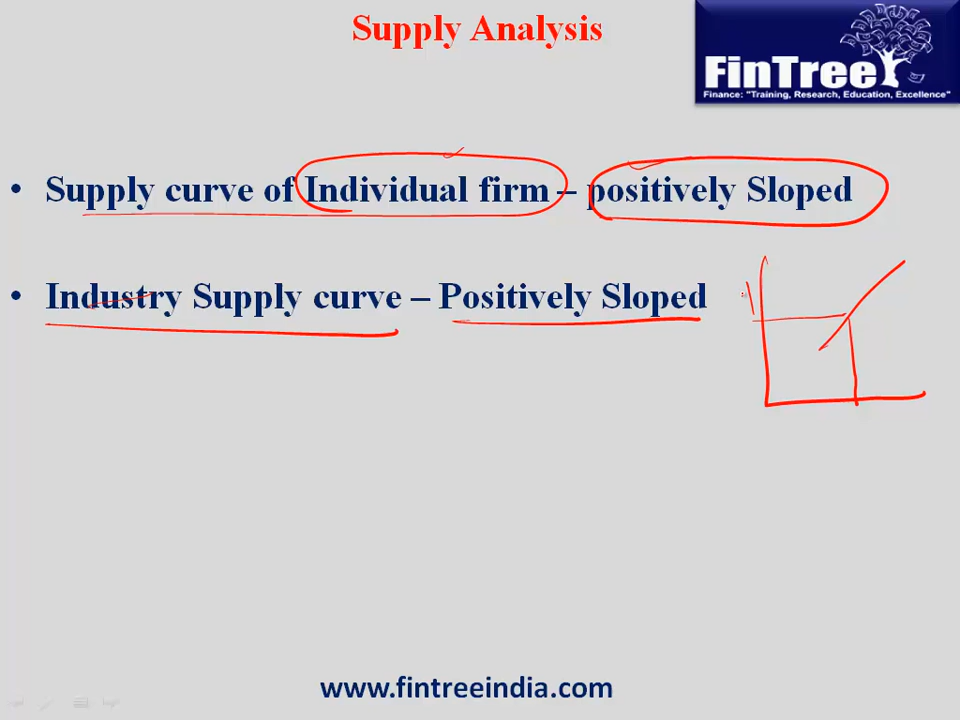 Supply Analysis
FinTree
Finance: "Training, Research, Education, Excellence"
• Supply curve of Individual firm – positively Sloped
• Industry Supply curve – Positively Sloped
www.fintreeindia.com